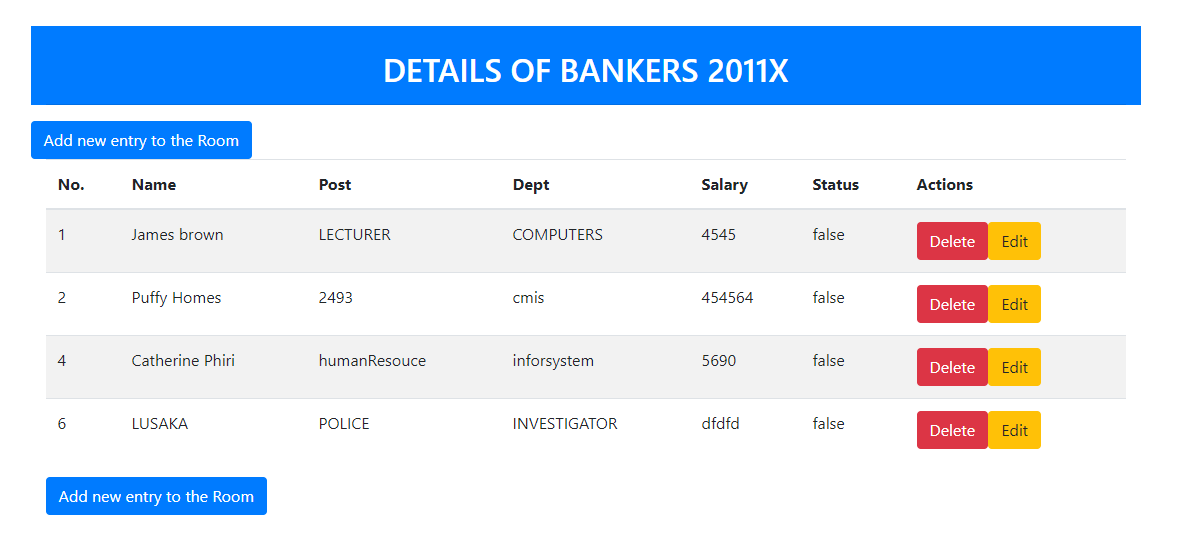 DETAILS OF BANKERS 2011X
Add new entry to the Room
No. Name Post Dept Salary Status Actions
1 James brown LECTURER COMPUTERS 4545 false Delete Edit
2 Puffy Homes 2493 cmis 454564 false Delete Edit
4 Catherine Phiri humanResouce inforsystem 5690 false Delete Edit
6 LUSAKA POLICE INVESTIGATOR dfdfd false Delete Edit
Add new entry to the Room